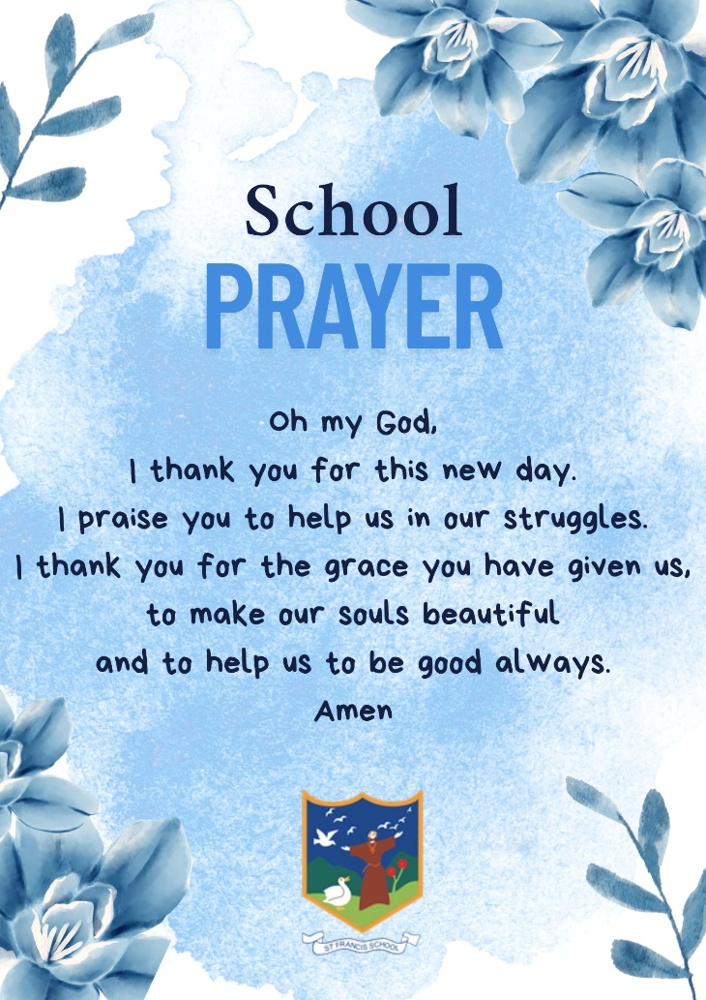 School
PRAYER
Oh my God,
I thank you for this new day.
I praise you to help us in our struggles.
I thank you for the grace you have given us,
to make our souls beautiful
and to help us to be good always.
Amen
ST FRANCIS SCHOOL